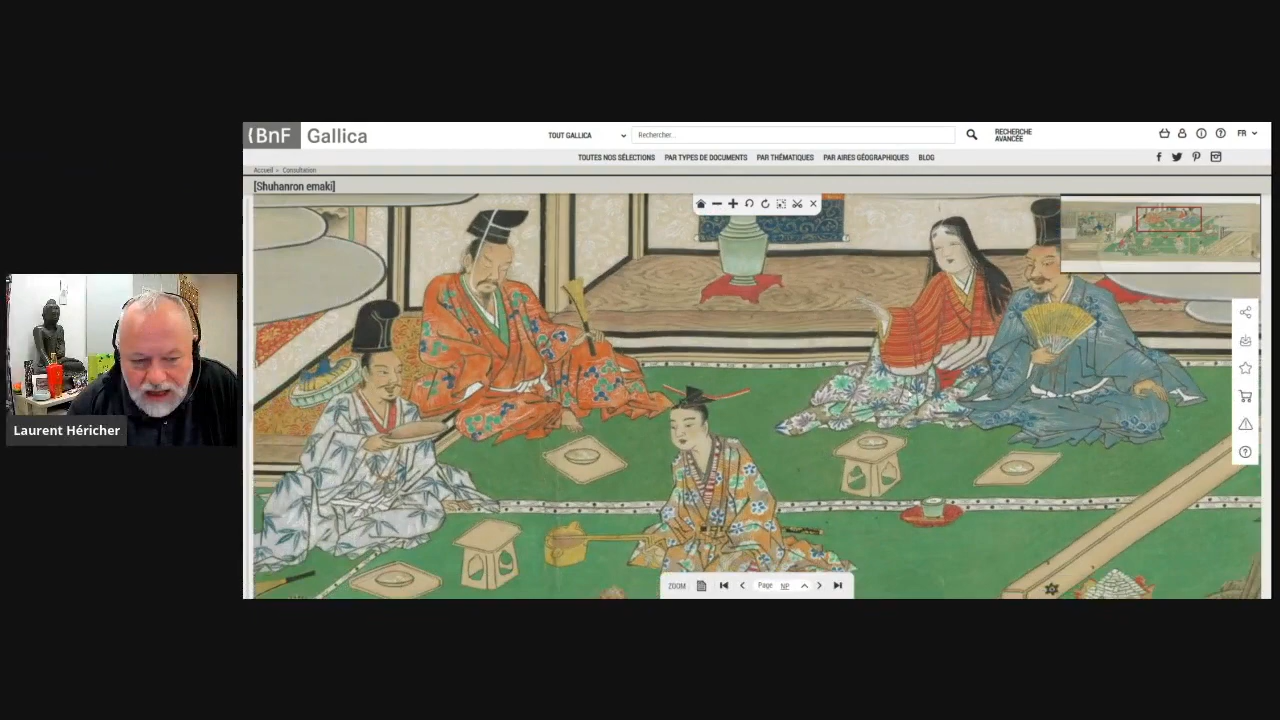 BnF Gallica
TOUT GALLICA
Rechercher...
RECHERCHE
AVANCÉE
FR
TOUTES NOS SÉLECTIONS PAR TYPES DE DOCUMENTS PAR THÉMATIQUES PAR AIRES GÉOGRAPHIQUES BLOG
Accueil > Consultation
[Shuhanron emaki]
Laurent Héricher
ZOOM Page NP